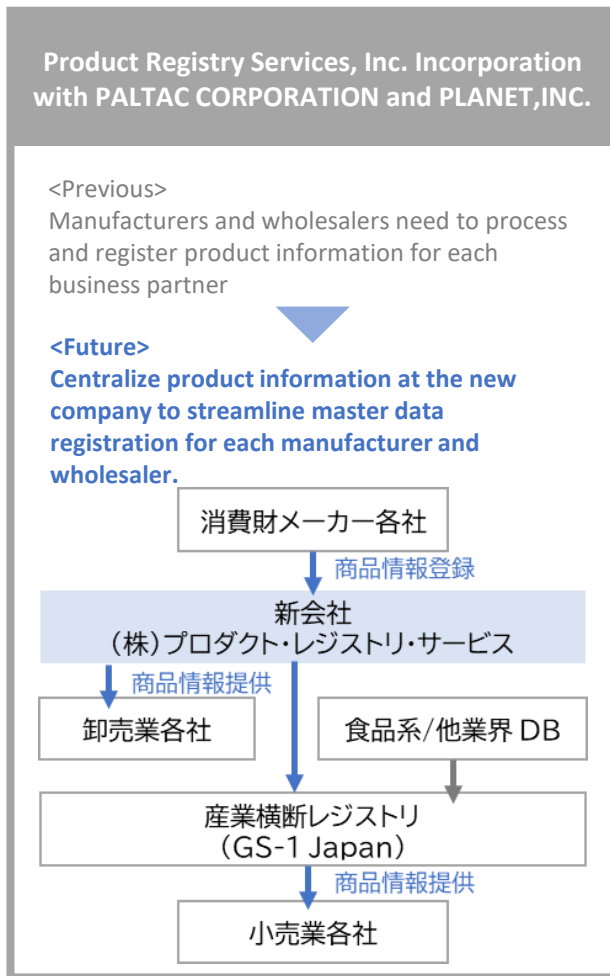 Product Registry Services, Inc. Incorporation
with PALTAC CORPORATION and PLANET,INC.
<Previous>
Manufacturers and wholesalers need to process
and register product information for each
business partner
<Future>
Centralize product information at the new
company to streamline master data
registration for each manufacturer and
wholesaler.
消費財メーカー各社
商品情報登録
新会社
（株）プロダクト・レジストリ・サービス
商品情報提供
卸売業各社
食品系/他業界 DB
産業横断レジストリ
（GS-1 Japan）
商品情報提供
小売業各社